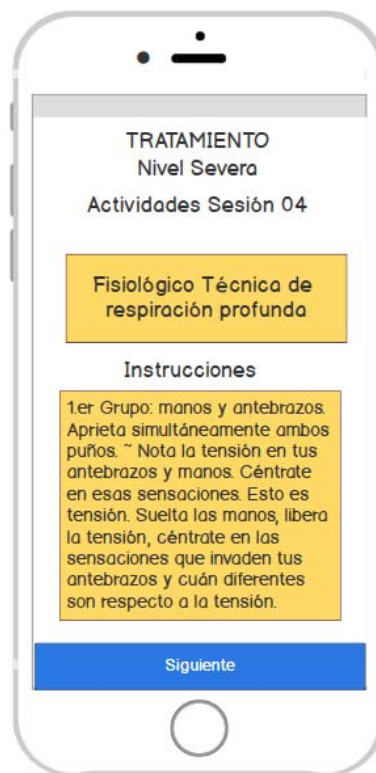 TRATAMIENTO
Nivel Severa
Actividades Sesión 04
Fisiológico Técnica de
respiración profunda
Instrucciones
1.er Grupo: manos y antebrazos.
Aprieta simultáneamente ambos
puños. ~ Nota la tensión en tus
antebrazos y manos. Céntrate
en esas sensaciones. Esto es
tensión. Suelta las manos, libera
la tensión, céntrate en las
sensaciones que invaden tus
antebrazos y cuán diferentes
son respecto a la tensión.
Siguiente